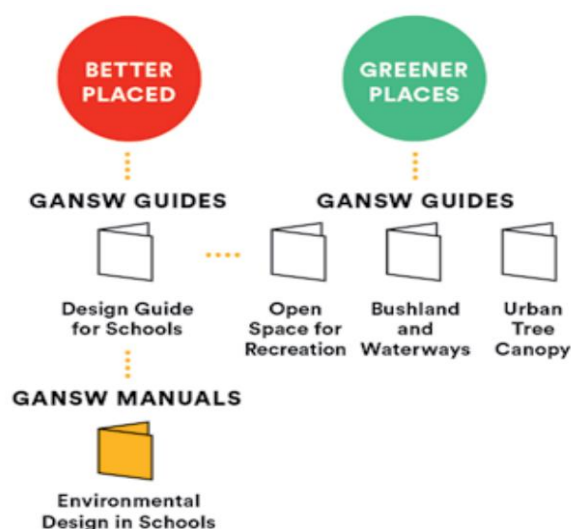 BETTER
PLACED
GREENER
PLACES
GANSW GUIDES
GANSW GUIDES
Design Guide
for Schools
Open
Space for
Recreation
Bushland
and
Waterways
Urban
Tree
Canopy
GANSW MANUALS
Environmental
Design in Schools